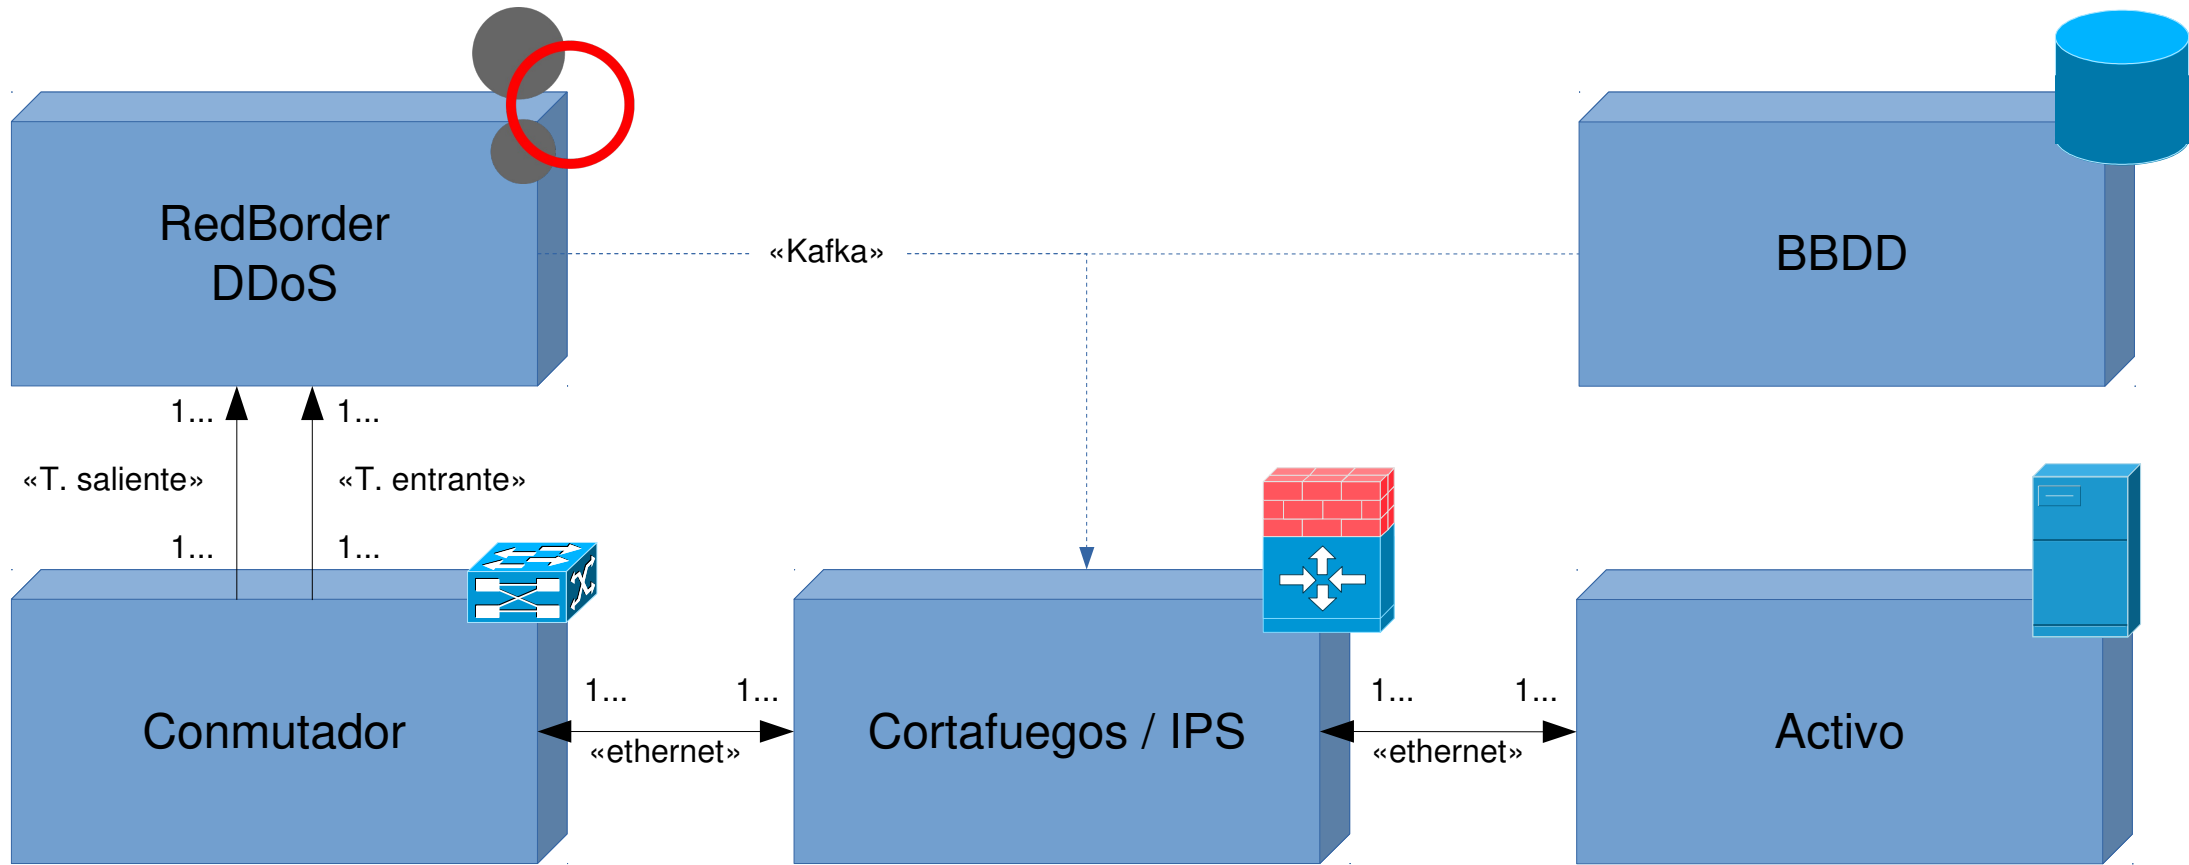 RedBorder
DDoS
«Kafka»
BBDD
1...
1...
«T. saliente»
«T. entrante»
1...
1...
Conmutador
1...
1...
«ethernet»
Cortafuegos / IPS
1...
1...
«ethernet»
Activo